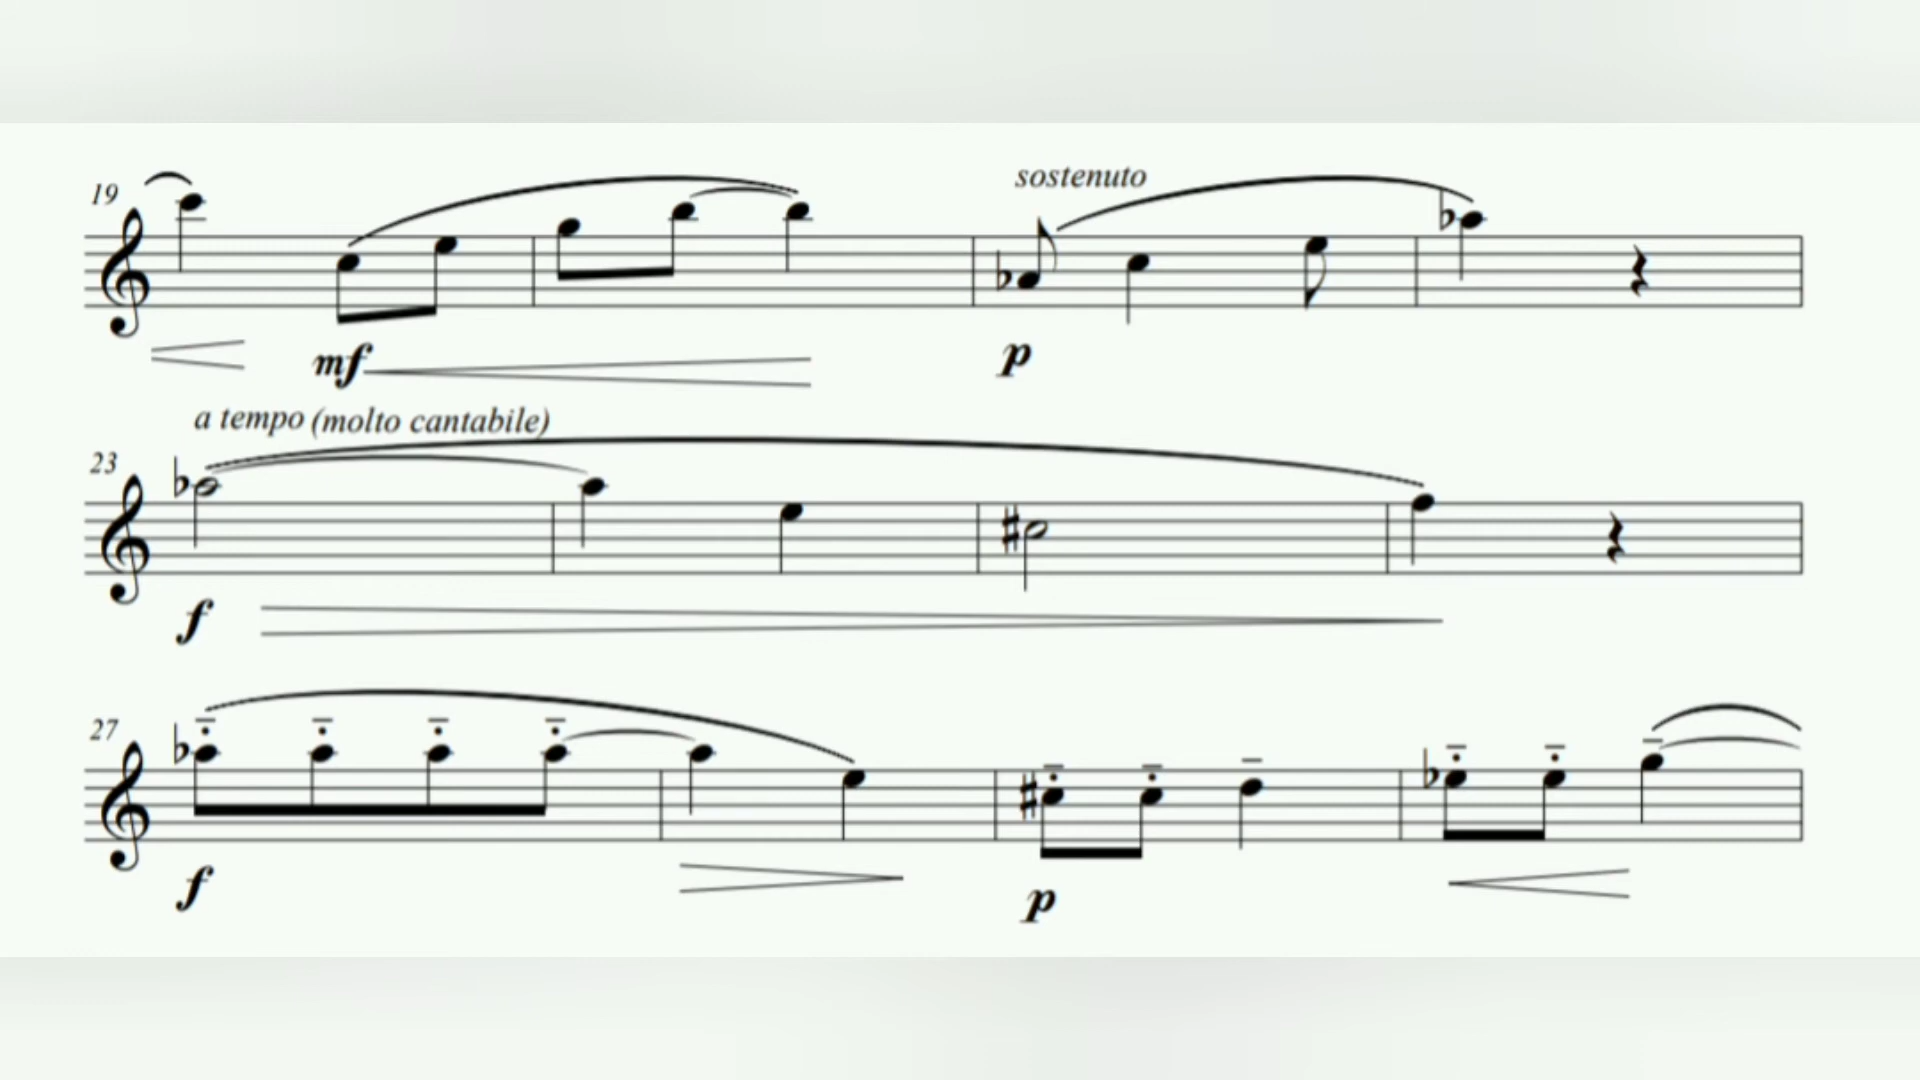 19
sostenuto
mf
p
a tempo (molto cantabile)
23
f
27
f
p